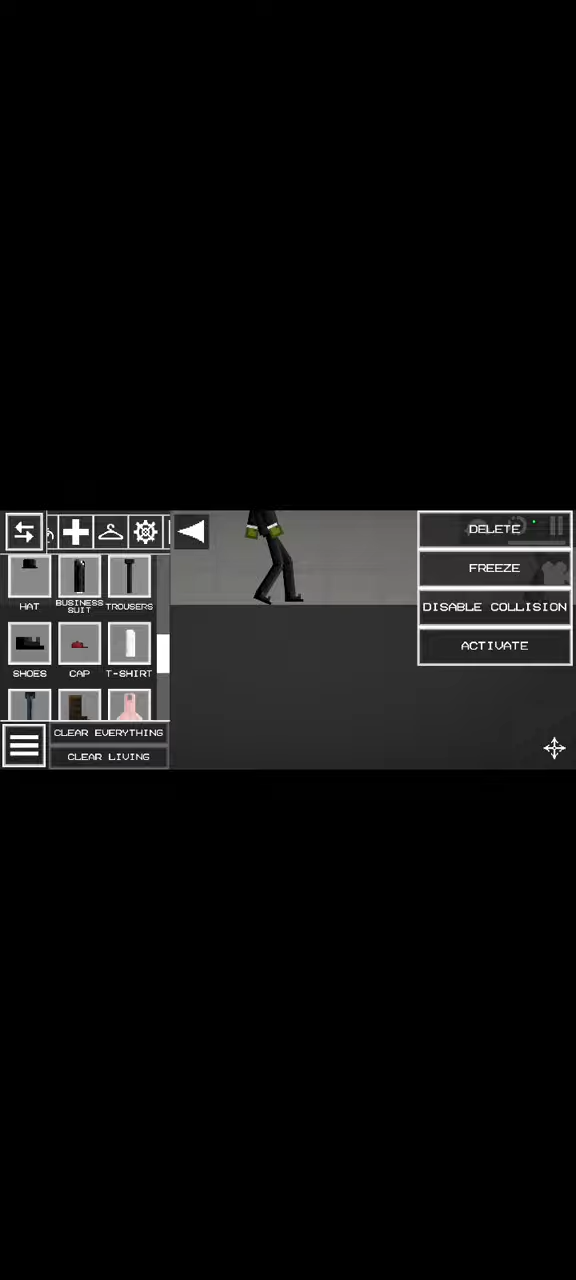 DELETE
FREEZE
DISABLE COLLISION
ACTIVATE
HAT
BUSINESS
SUIT
TROUSERS
SHOES
CAP
T-SHIRT
CLEAR EVERYTHING
CLEAR LIVING